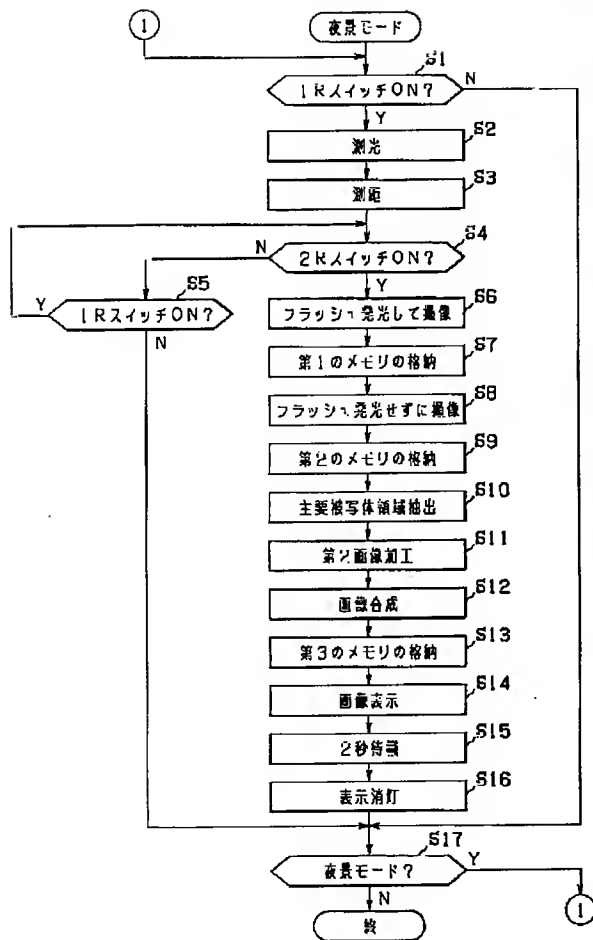 ①
夜景モード
S1
1RスイッチON?
N
Y
S2
測光
S3
測距
S4
2RスイッチON?
N
Y
S5
1RスイッチON?
Y
N
S6
フラッシュ発光して撮像
S7
第1のメモリの格納
S8
フラッシュ発光せずに撮像
S9
第2のメモリの格納
S10
主要被写体領域抽出
S11
第2画像加工
S12
画像合成
S13
第3のメモリの格納
S14
画像表示
S15
2秒待機
S16
表示消灯
S17
夜景モード?
Y
N
①
終